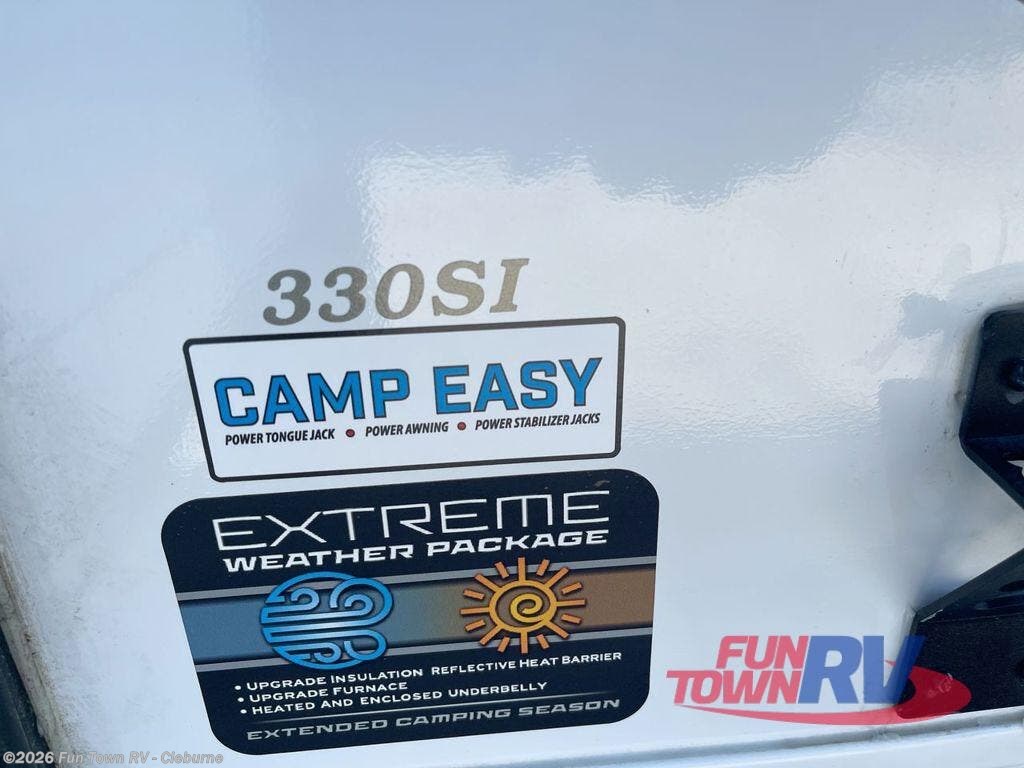 330SI
CAMP EASY
POWER TONGUE JACK • POWER AWNING • POWER STABILIZER JACKS
EXTREME
WEATHER PACKAGE
• UPGRADE INSULATION REFLECTIVE HEAT BARRIER
• UPGRADE FURNACE
• HEATED AND ENCLOSED UNDERBELLY
EXTENDED CAMPING SEASON
FUN
TOWN RV
©2026 Fun Town RV - Cleburne